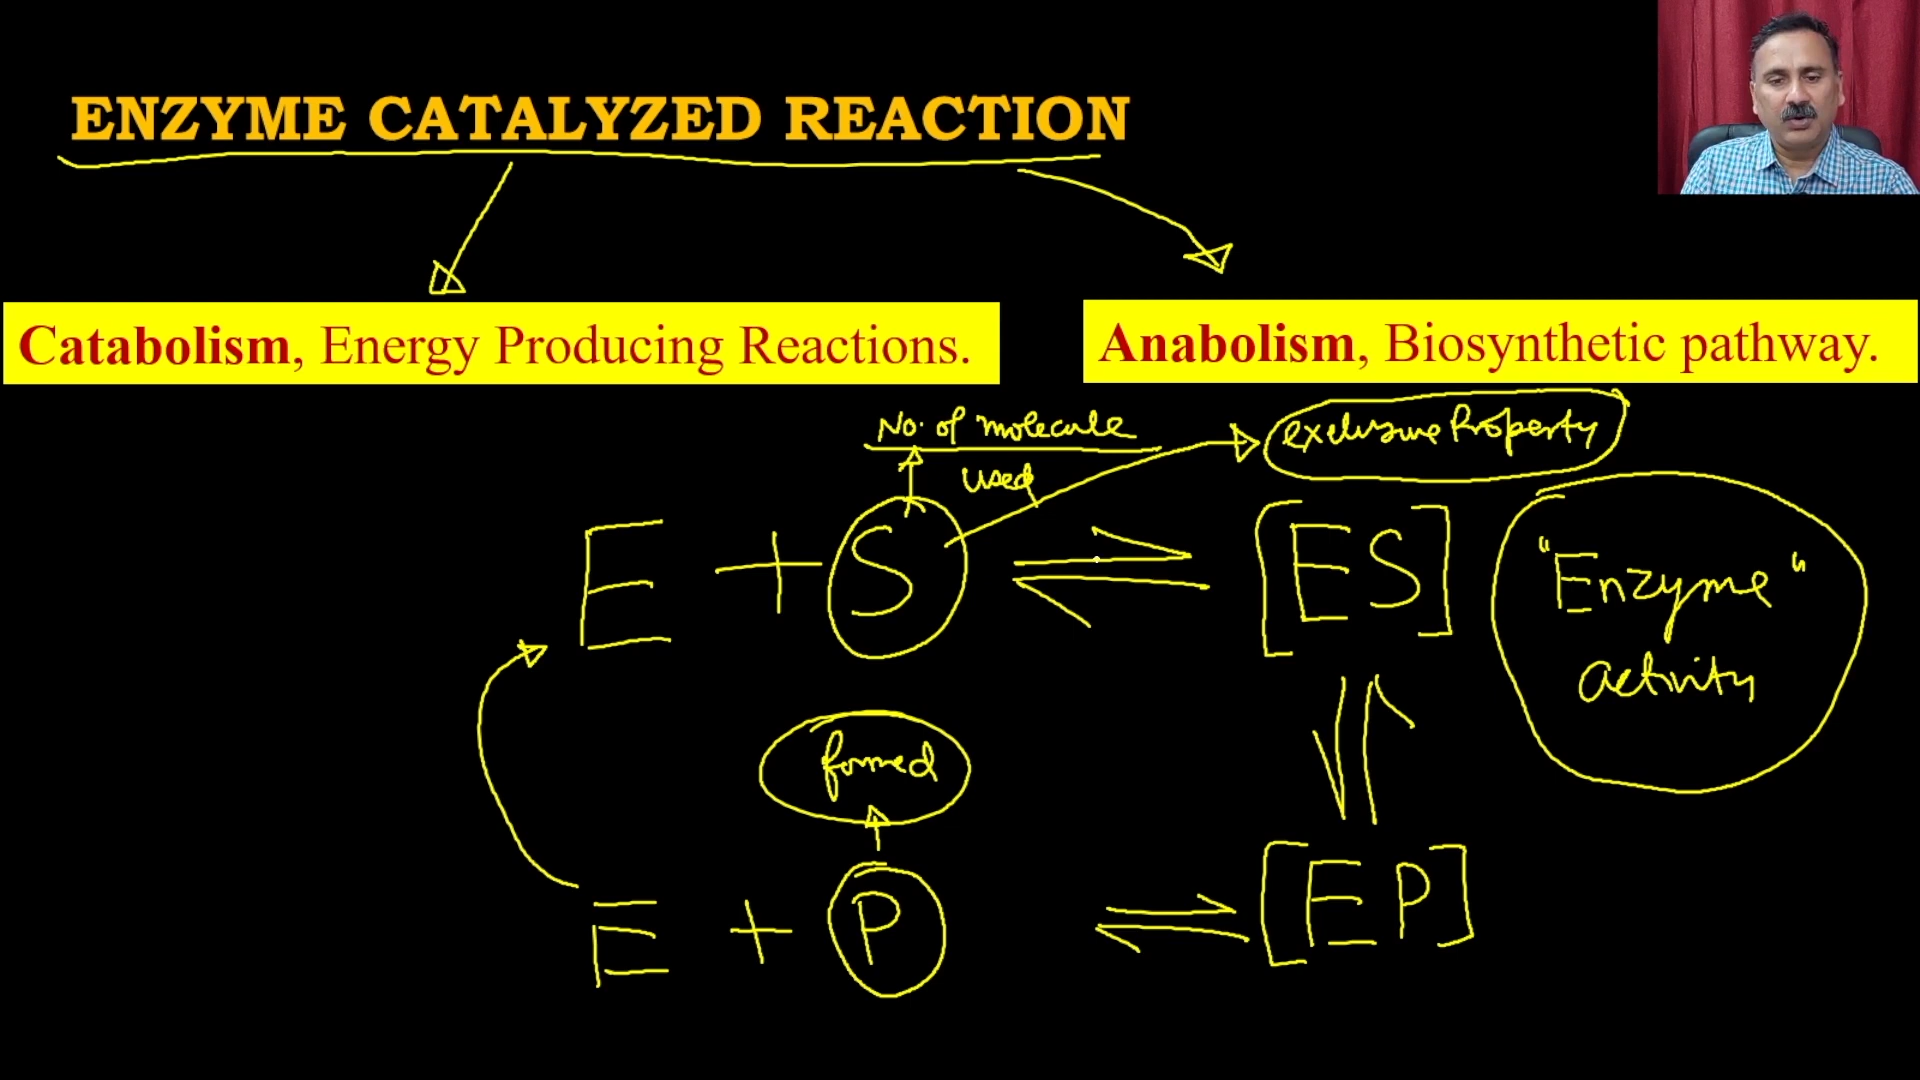 ENZYME CATALYZED REACTION
Catabolism, Energy Producing Reactions.
Anabolism, Biosynthetic pathway.
No. of molecule
used
exclusive Property
E + S ⇌ [ES]
"Enzyme"
activity
formed
E + P ⇌ [EP]